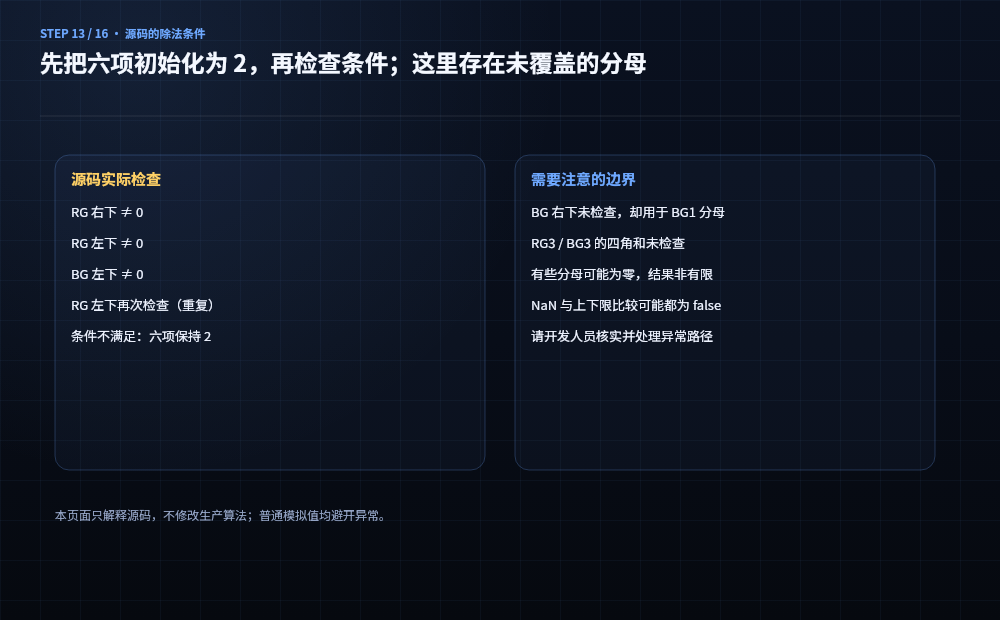 STEP 13 / 16 · 源码的除法条件
先把六项初始化为 2，再检查条件；这里存在未覆盖的分母
源码实际检查
RG 右下 ≠ 0
RG 左下 ≠ 0
BG 左下 ≠ 0
RG 左下再次检查（重复）
条件不满足：六项保持 2
需要注意的边界
BG 右下未检查，却用于 BG1 分母
RG3 / BG3 的四角和未检查
有些分母可能为零，结果非有限
NaN 与上下限比较可能都为 false
请开发人员核实并处理异常路径
本页面只解释源码，不修改生产算法；普通模拟值均避开异常。